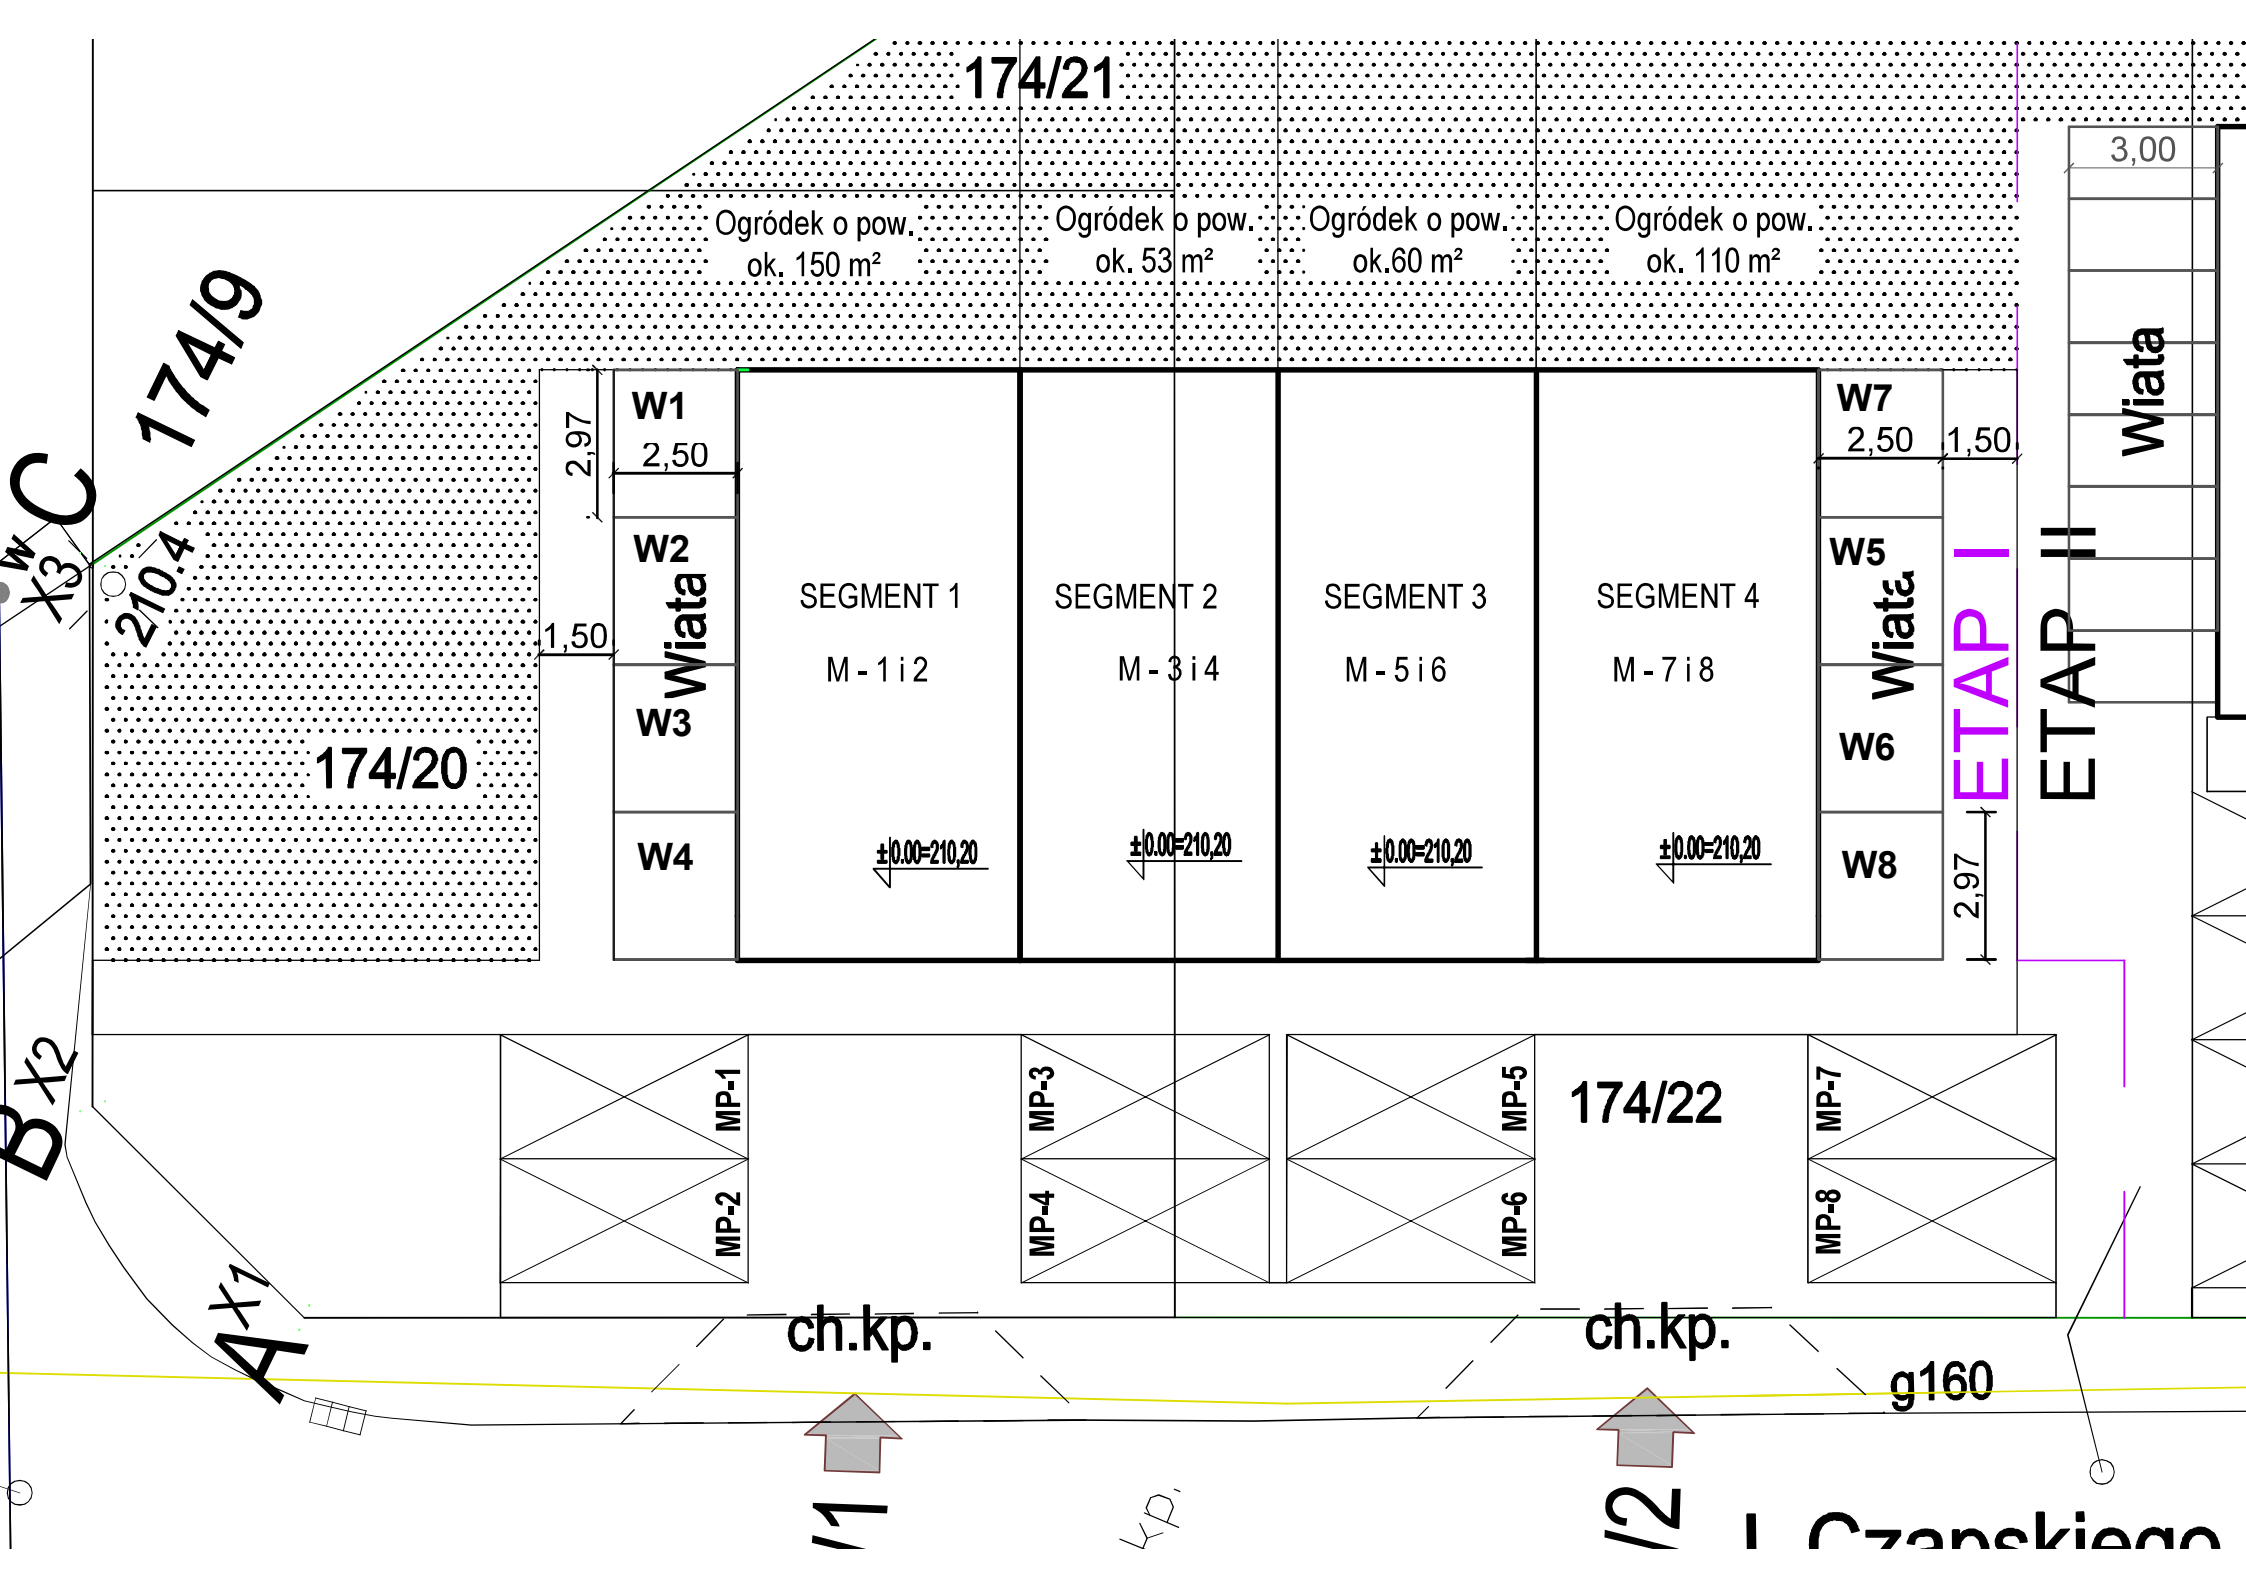 174/21
3,00
Ogródek o pow.
ok. 150 m²
Ogródek o pow.
ok. 53 m²
Ogródek o pow.
ok.60 m²
Ogródek o pow.
ok. 110 m²
174/9
C
w
X3
210.4
W1
2,97
2,50
W2
Wiata
1,50
W3
W4
174/20
SEGMENT 1
M - 1 i 2
±0.00=210,20
SEGMENT 2
M - 3 i 4
±0.00=210,20
SEGMENT 3
M - 5 i 6
±0.00=210,20
SEGMENT 4
M - 7 i 8
±0.00=210,20
W7
2,50
1,50
W5
Wiata
W6
W8
2,97
ETAP I
ETAP II
Wiata
B
X2
MP-1
MP-2
MP-3
MP-4
MP-5
MP-6
174/22
MP-7
MP-8
A
X1
ch.kp.
ch.kp.
g160
/1
kp.
/2
Czapskiego